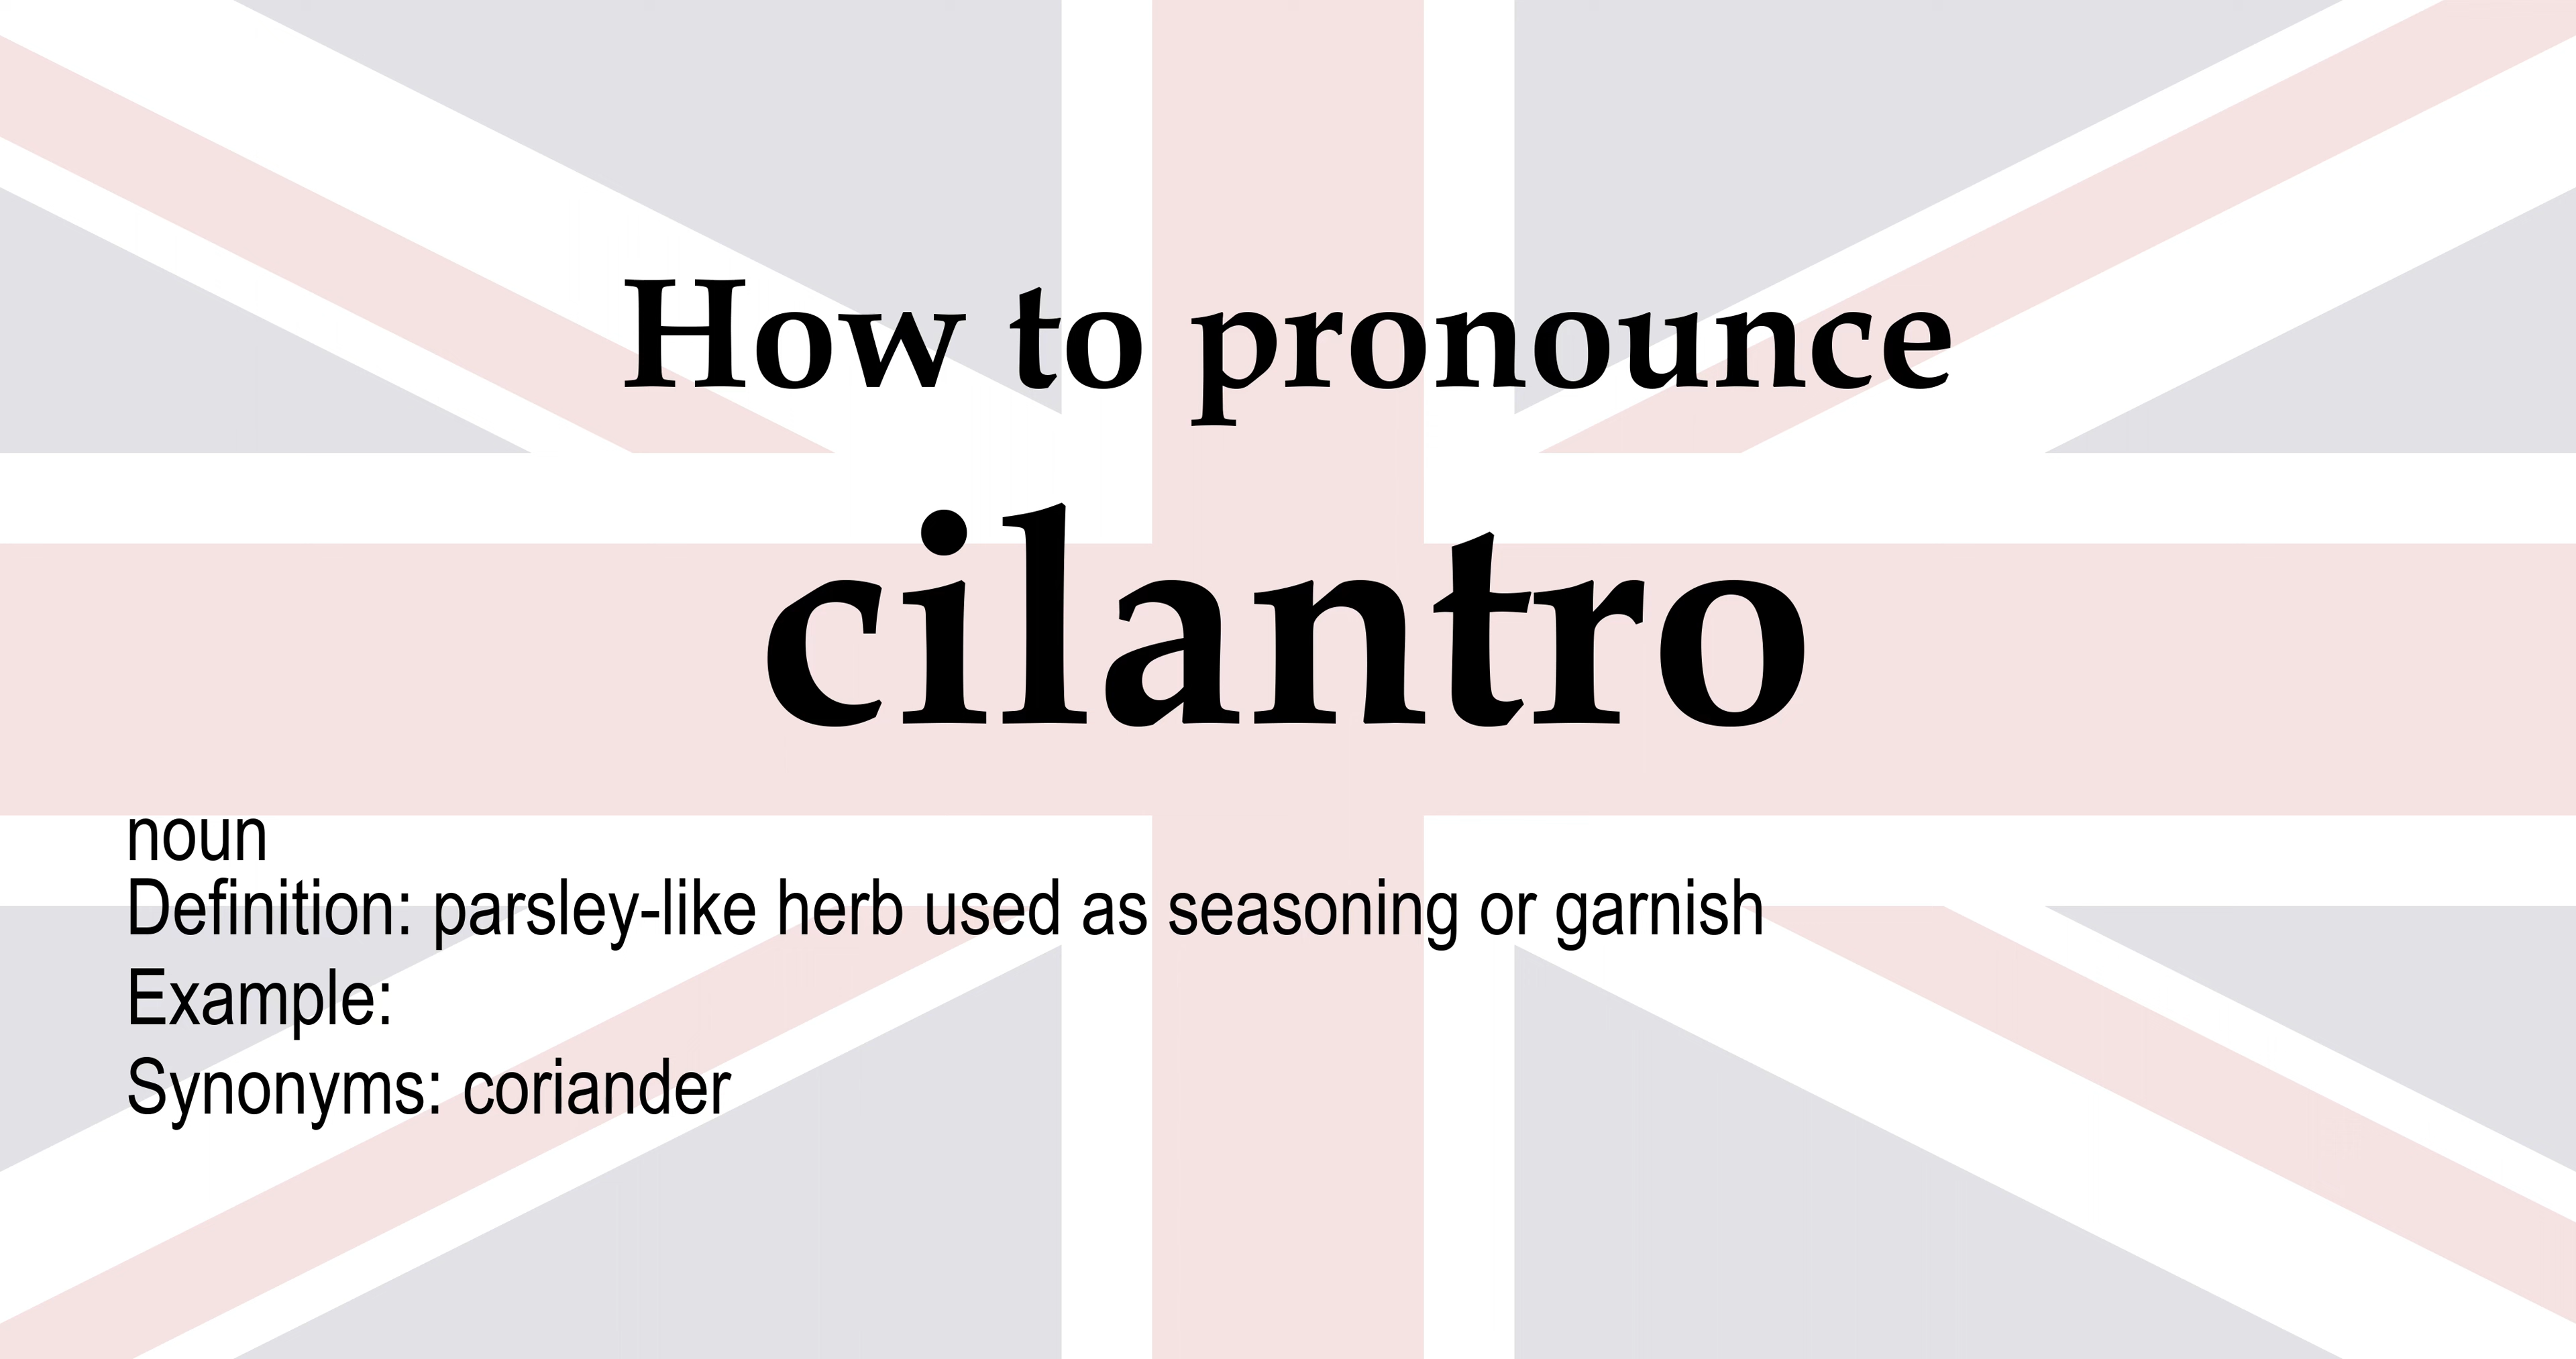 How to pronounce
cilantro
noun
Definition: parsley-like herb used as seasoning or garnish
Example:
Synonyms: coriander